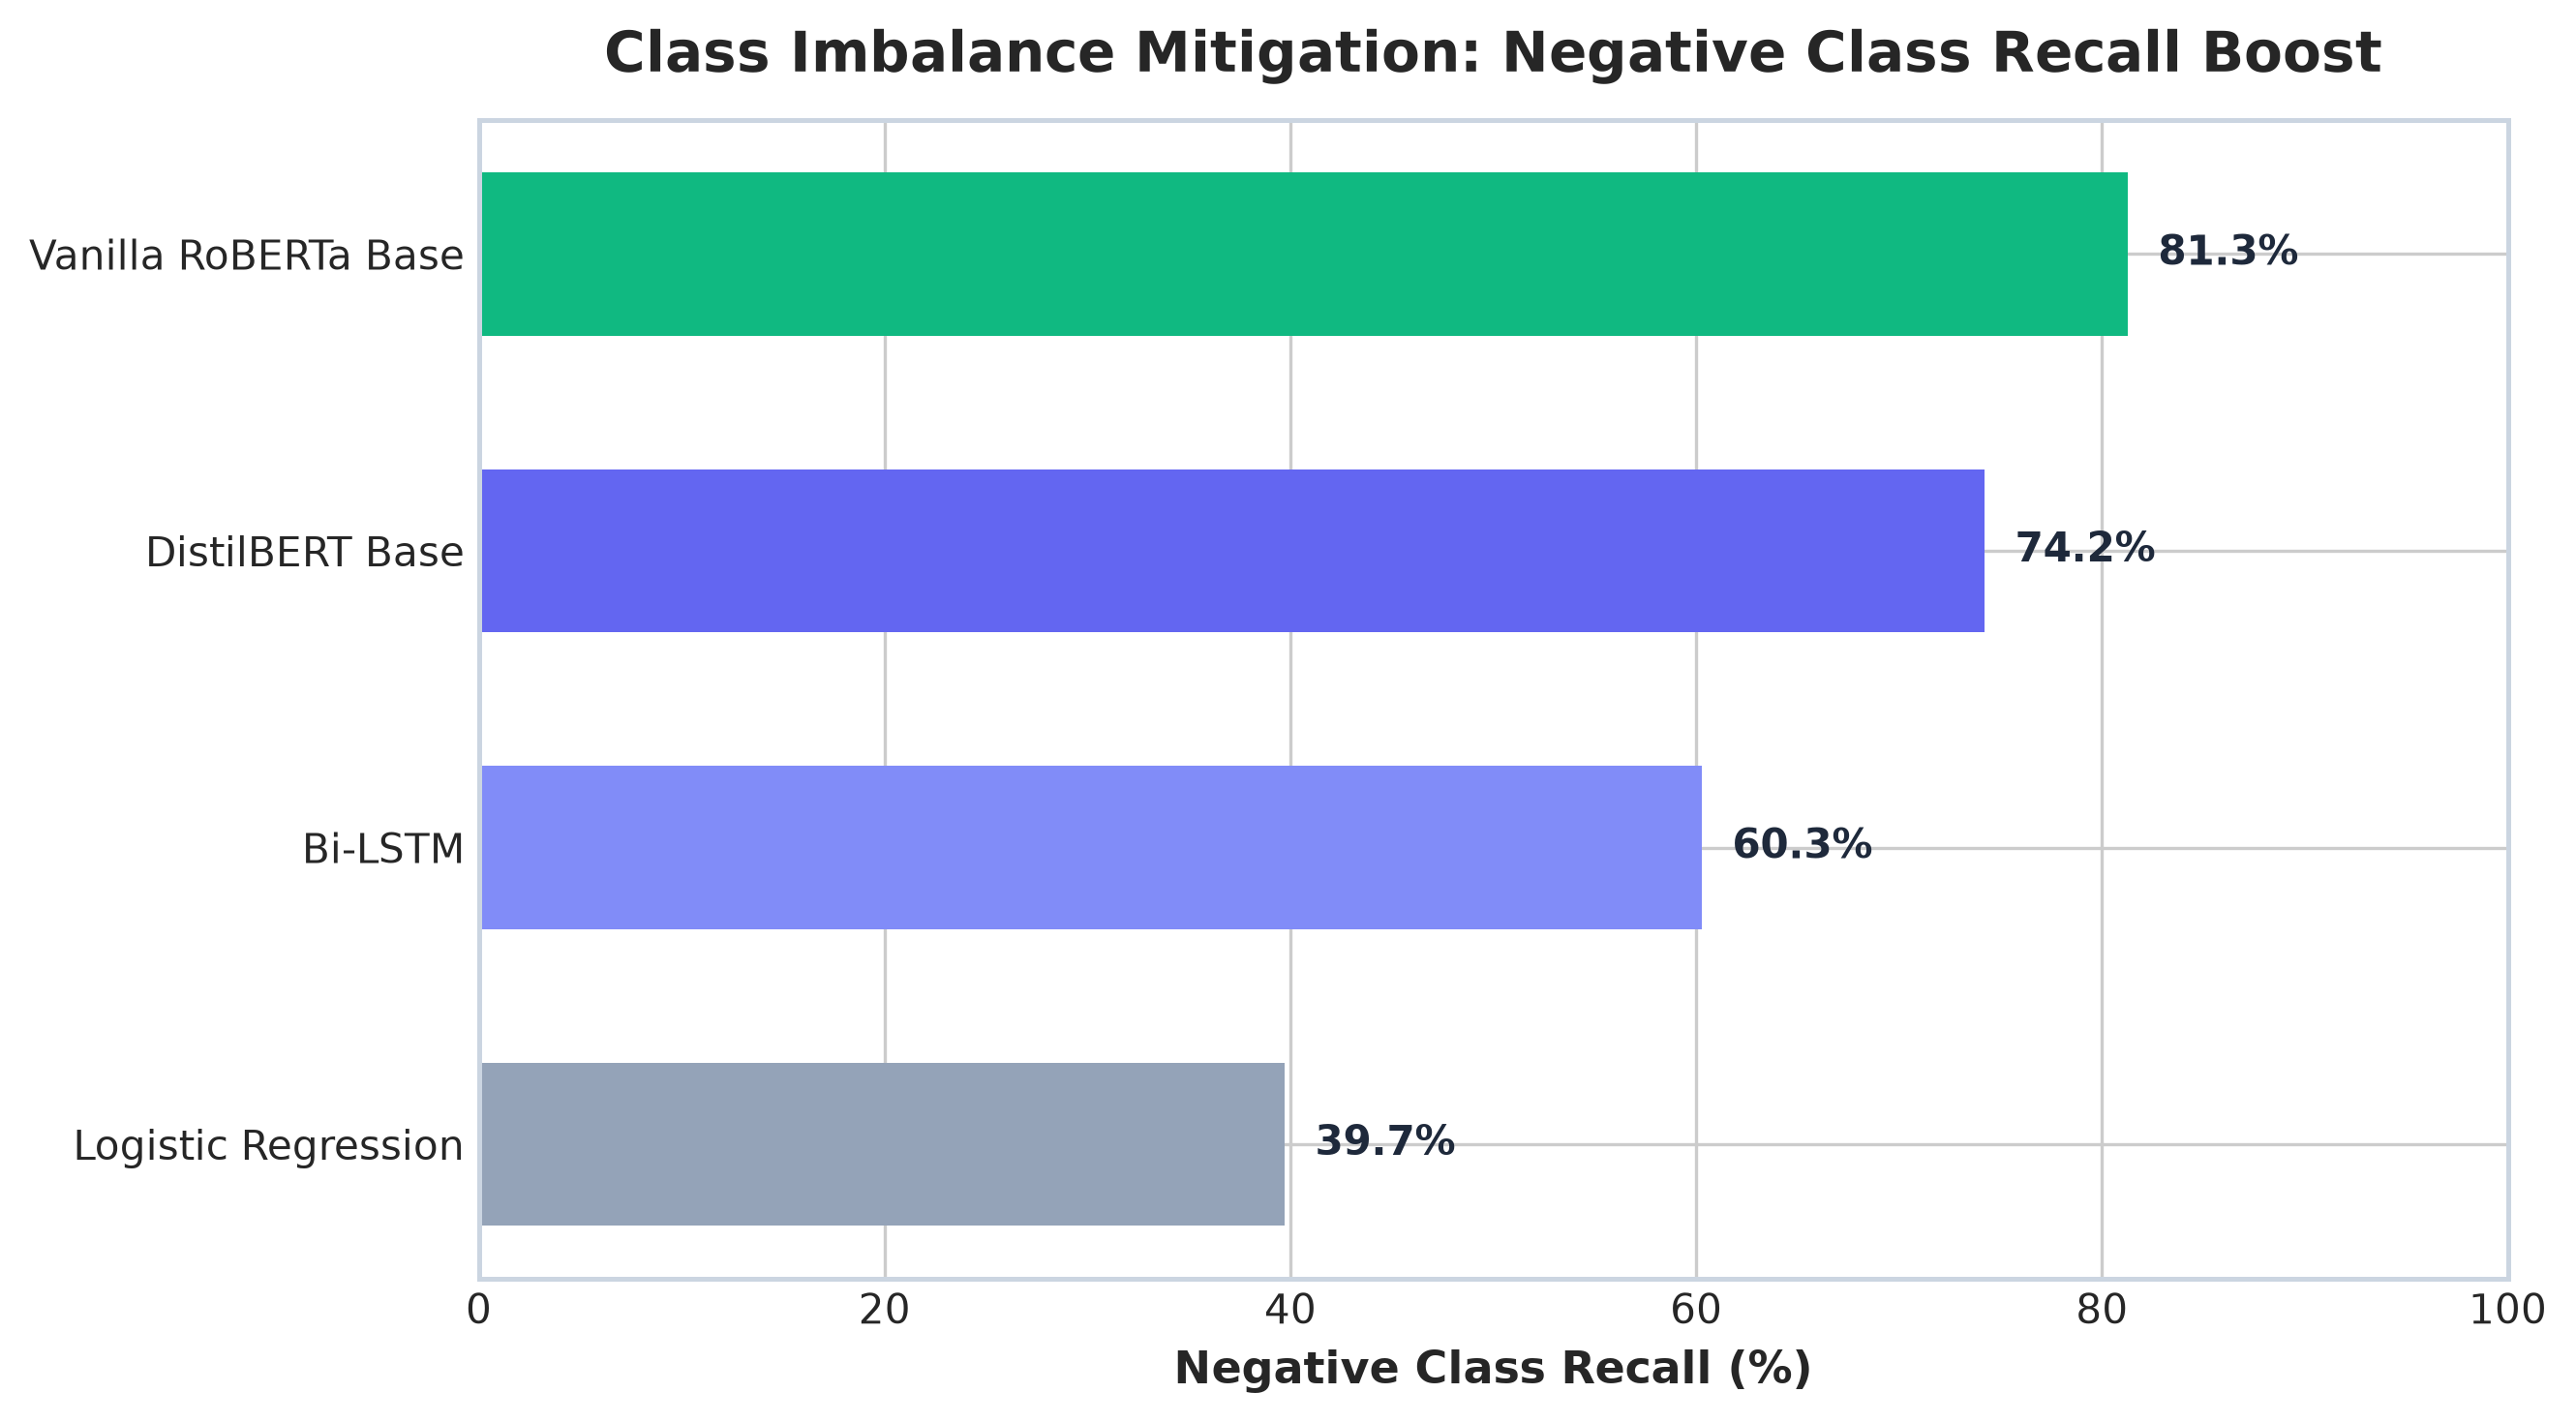 Class Imbalance Mitigation: Negative Class Recall Boost
Vanilla RoBERTa Base
81.3%
DistilBERT Base
74.2%
Bi-LSTM
60.3%
Logistic Regression
39.7%
0 20 40 60 80 100
Negative Class Recall (%)